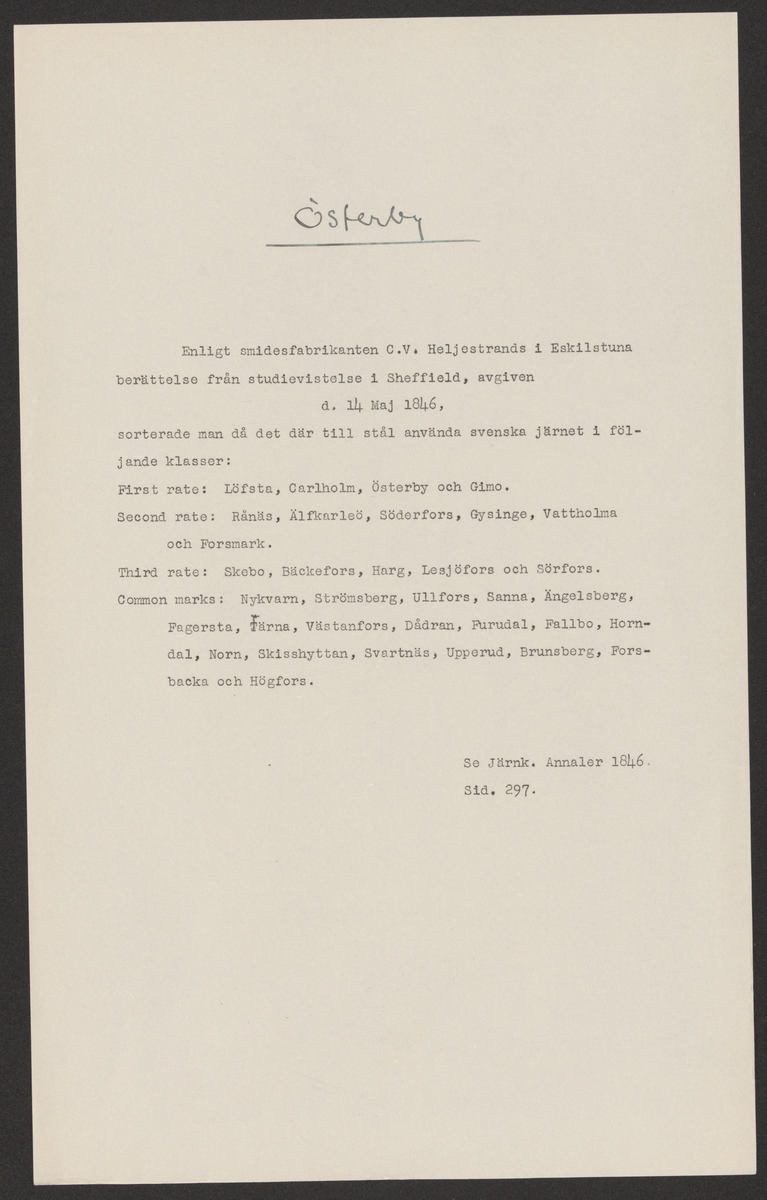 Österby
Enligt smidesfabrikanten C.V. Heljestrands i Eskilstuna
berättelse från studievistelse i Sheffield, avgiven
d. 14 Maj 1846,
sorterade man då det där till stål använda svenska järnet i föl-
jande klasser:
First rate: Löfsta, Carlholm, Österby och Gimo.
Second rate: Rånäs, Älfkarleö, Söderfors, Gysinge, Vattholma
och Forsmark.
Third rate: Skebo, Bäckefors, Harg, Lesjöfors och Sörfors.
Common marks: Nykvarn, Strömsberg, Ullfors, Sanna, Ängelsberg,
Fagersta, Färna, Västanfors, Dådran, Furudal, Fallbo, Horn-
dal, Norn, Skisshyttan, Svartnäs, Upperud, Brunsberg, Fors-
backa och Högfors.
Se Järnk. Annaler 1846.
Sid. 297.